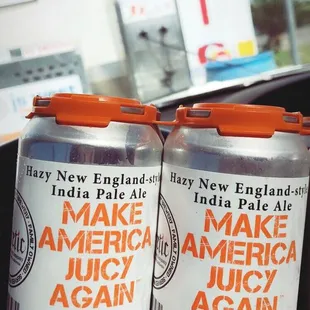 Hazy New England-style
India Pale Ale
MAKE
AMERICA
JUICY
AGAIN
Hazy New England-style
India Pale Ale
MAKE
AMERICA
JUICY
AGAIN